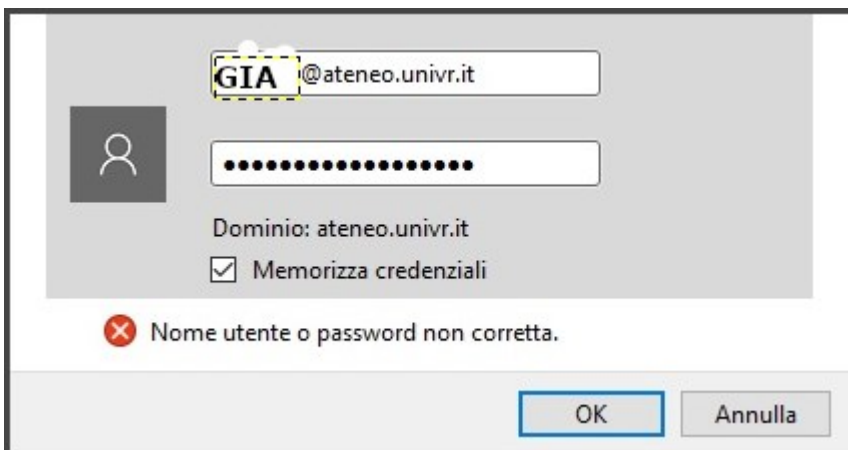 GIA @ateneo.univr.it
••••••••••••••••••
Dominio: ateneo.univr.it
Memorizza credenziali
Nome utente o password non corretta.
OK Annulla